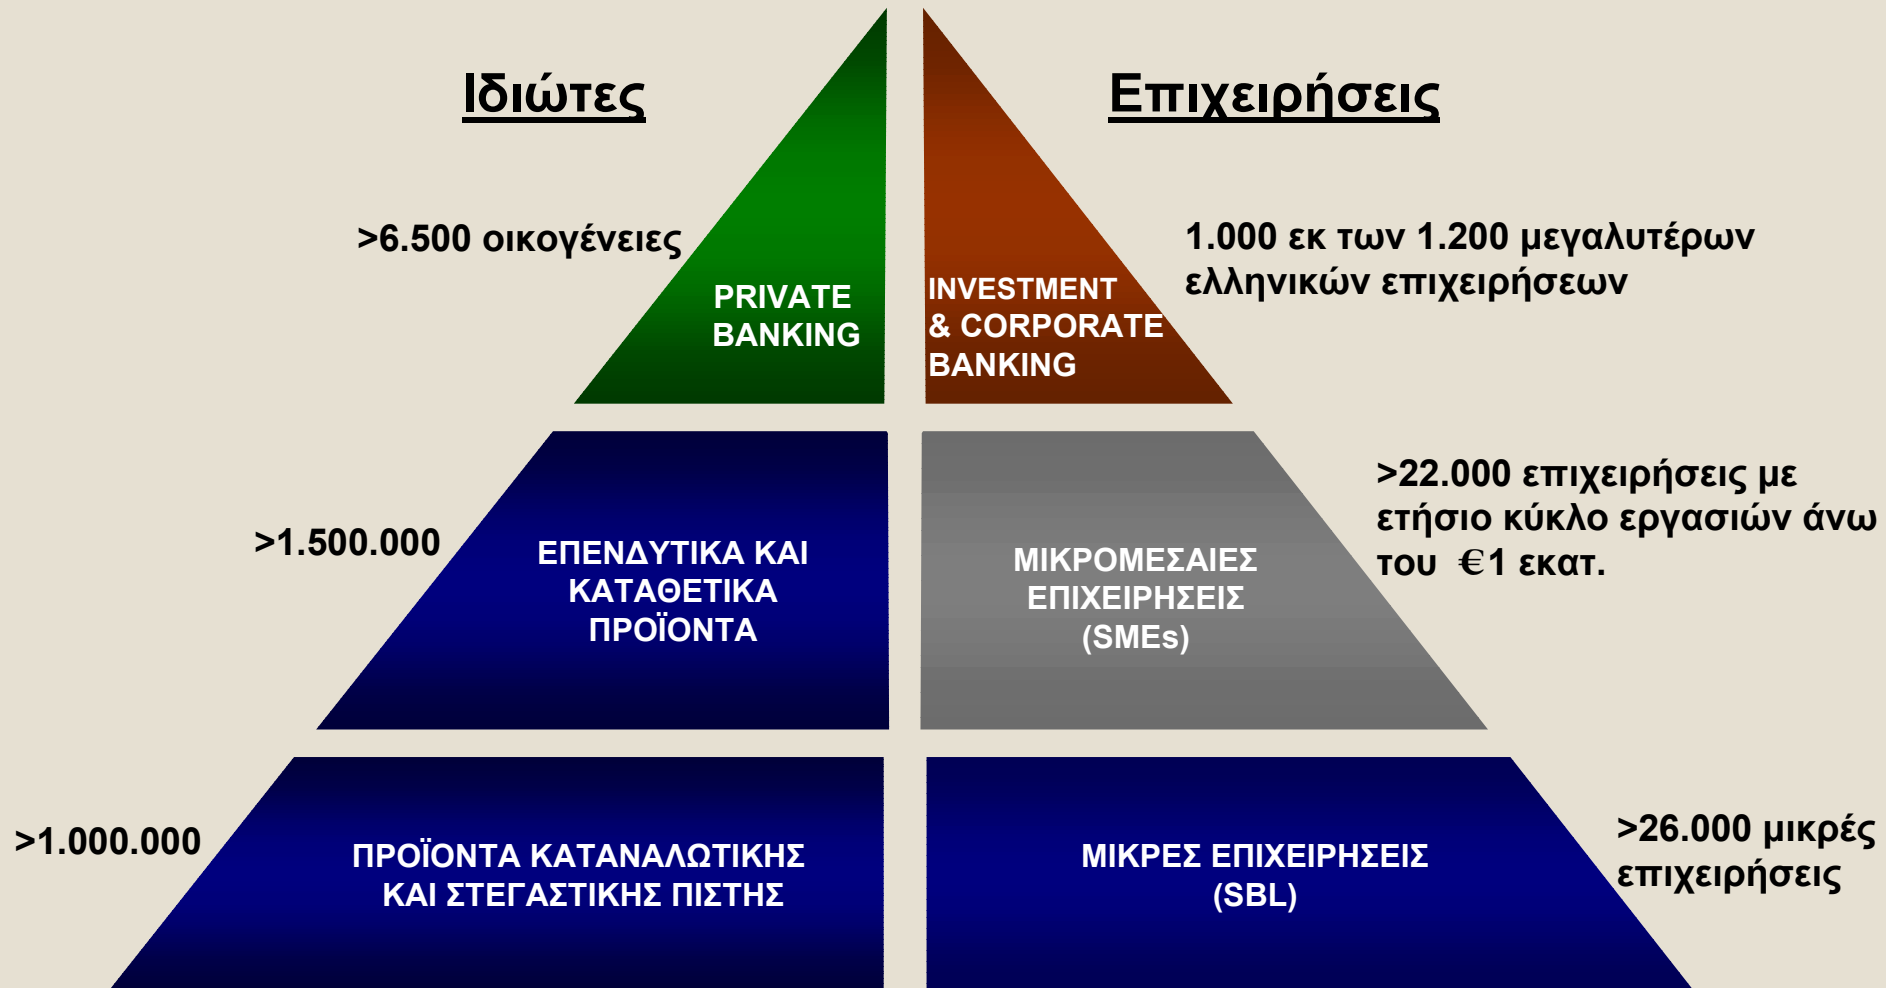 Ιδιώτες
Επιχειρήσεις
>6.500 οικογένειες
PRIVATE
BANKING
INVESTMENT
& CORPORATE
BANKING
1.000 εκ των 1.200 μεγαλυτέρων
ελληνικών επιχειρήσεων
>1.500.000
ΕΠΕΝΔΥΤΙΚΑ ΚΑΙ
ΚΑΤΑΘΕΤΙΚΑ
ΠΡΟΪΟΝΤΑ
ΜΙΚΡΟΜΕΣΑΙΕΣ
ΕΠΙΧΕΙΡΗΣΕΙΣ
(SMEs)
>22.000 επιχειρήσεις με
ετήσιο κύκλο εργασιών άνω
του €1 εκατ.
>1.000.000
ΠΡΟΪΟΝΤΑ ΚΑΤΑΝΑΛΩΤΙΚΗΣ
ΚΑΙ ΣΤΕΓΑΣΤΙΚΗΣ ΠΙΣΤΗΣ
ΜΙΚΡΕΣ ΕΠΙΧΕΙΡΗΣΕΙΣ
(SBL)
>26.000 μικρές
επιχειρήσεις